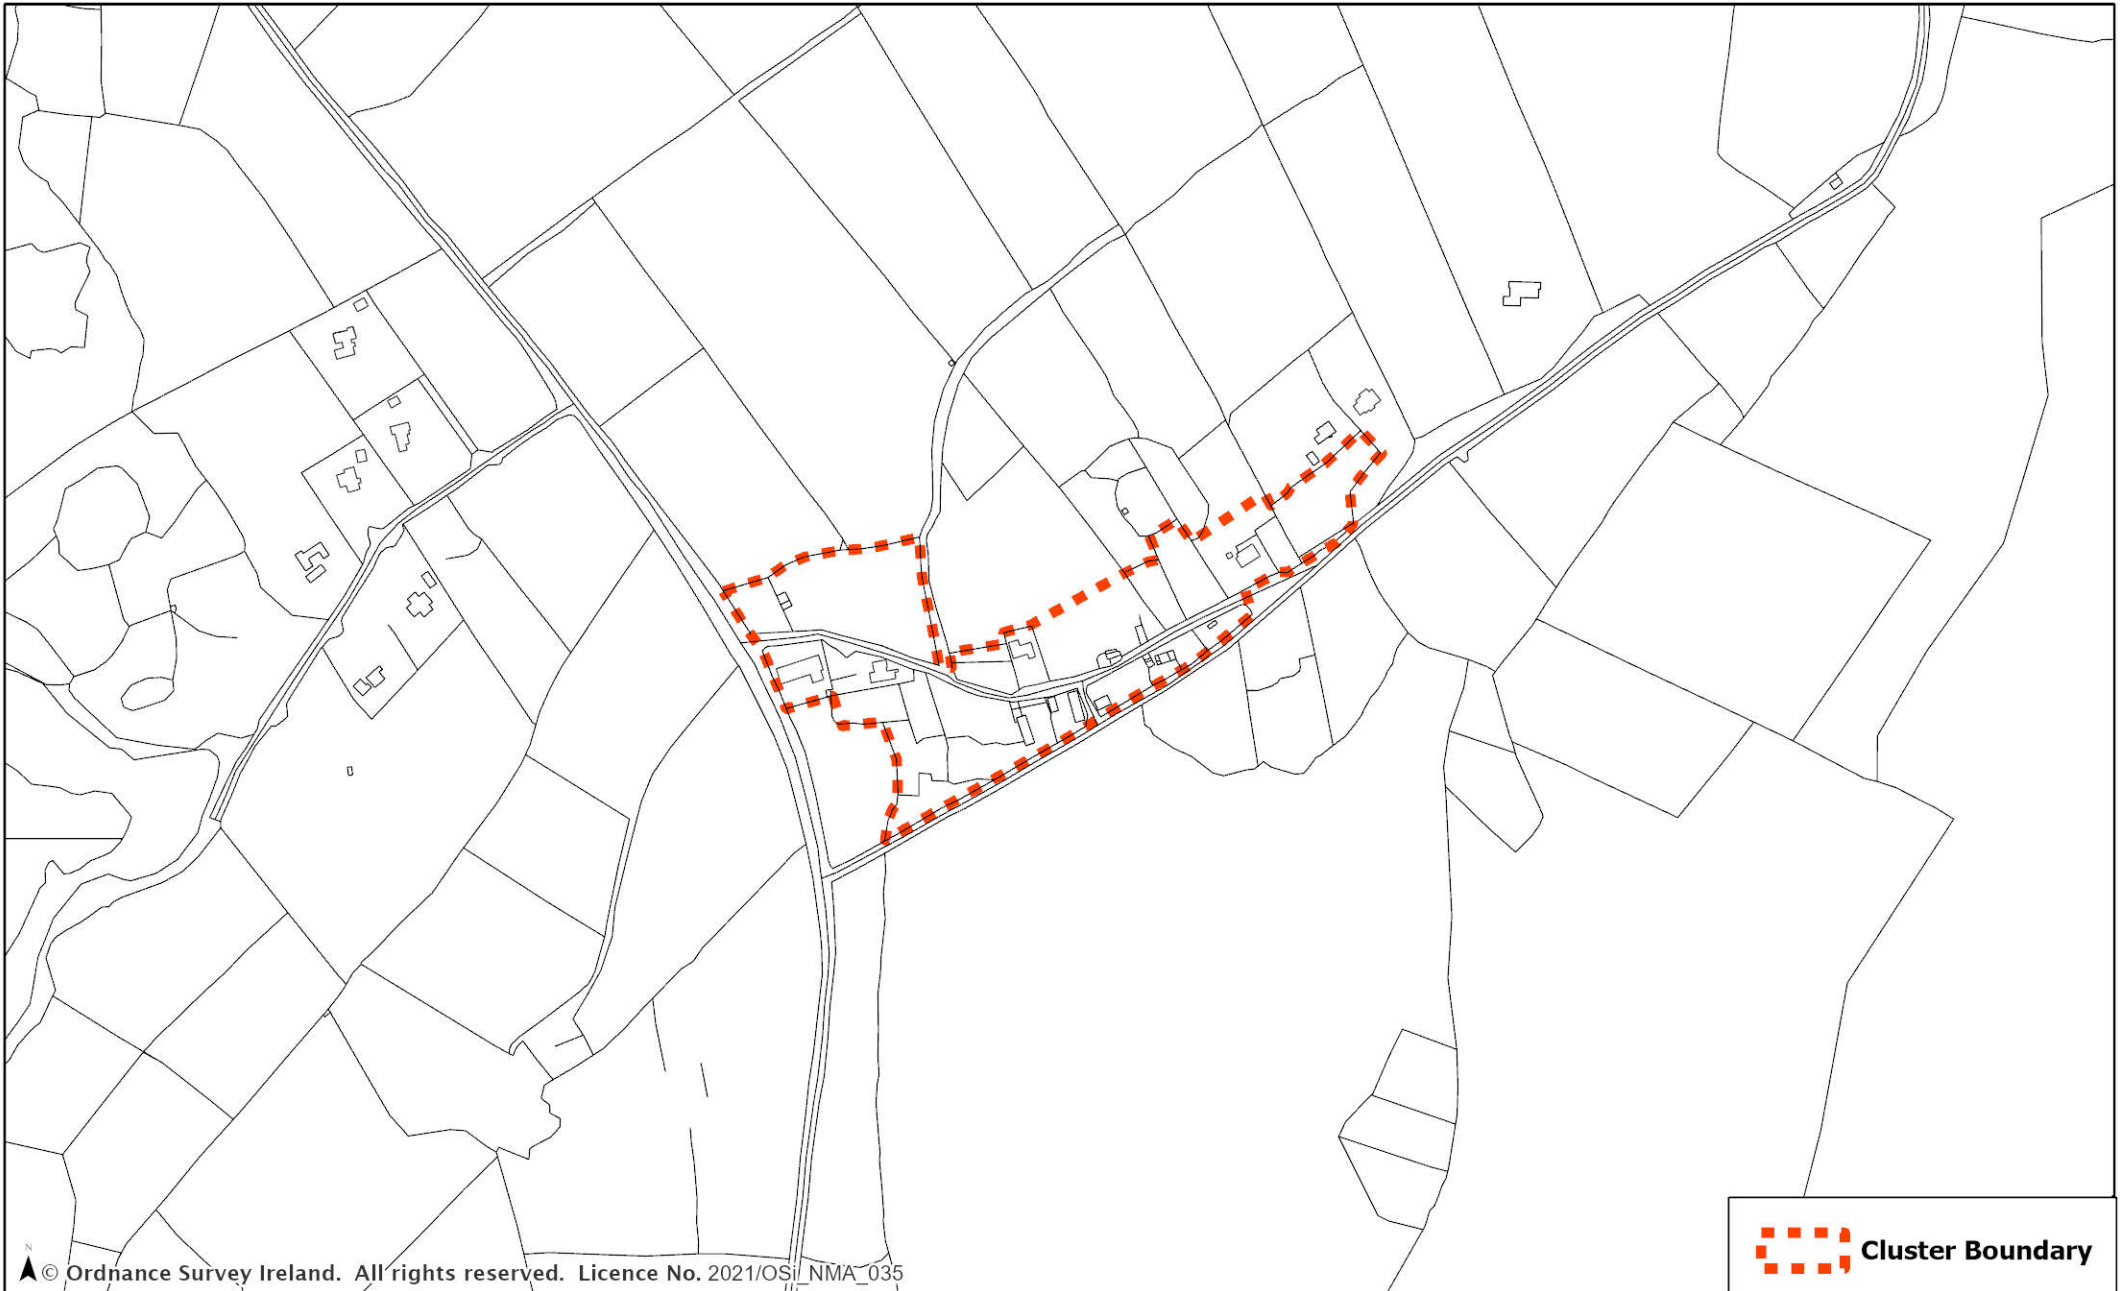 Cluster Boundary
N
© Ordnance Survey Ireland. All rights reserved. Licence No. 2021/OSi_NMA_035